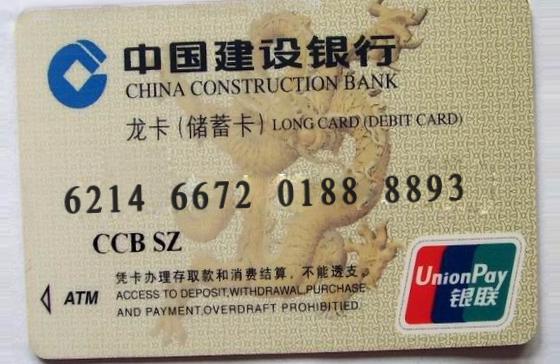 中国建设银行
CHINA CONSTRUCTION BANK
龙卡(储蓄卡) LONG CARD (DEBIT CARD)
6214 6672 0188 8893
CCB SZ
凭卡办理存取款和消费结算，不能透支。
ATM ACCESS TO DEPOSIT,WITHDRAWAL,PURCHASE
AND PAYMENT,OVERDRAFT PROHIBITIED
UnionPay
银联